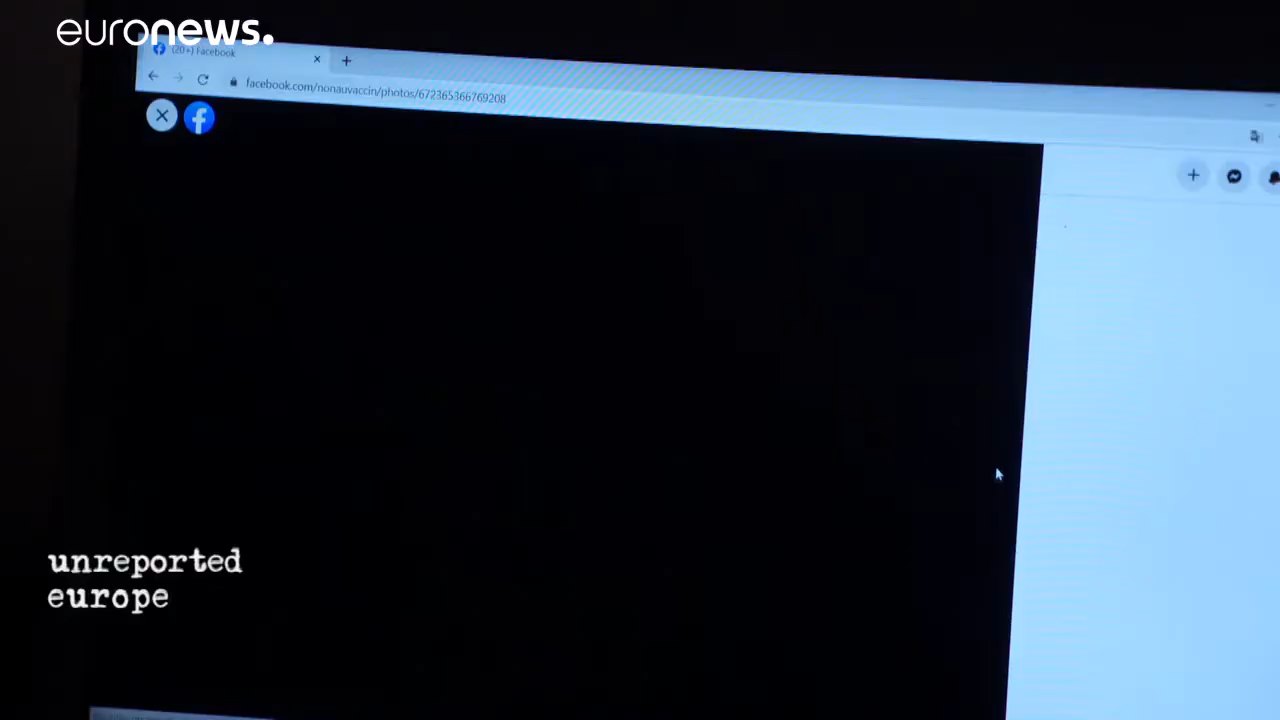 euronews.
(20+) Facebook
facebook.com/nonauvaccin/photos/672365366769208
unreported
europe